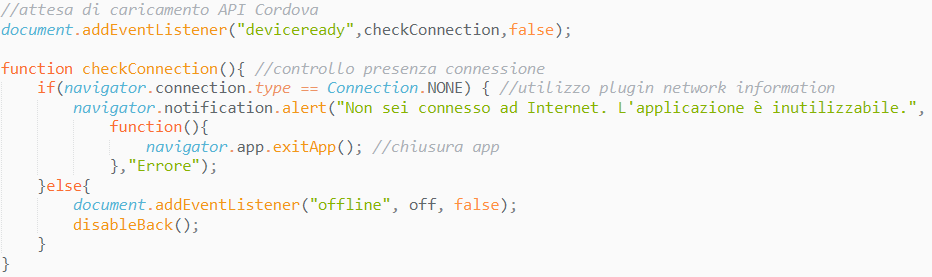 //attesa di caricamento API Cordova
document.addEventListener("deviceready",checkConnection,false);

function checkConnection(){ //controllo presenza connessione
    if(navigator.connection.type == Connection.NONE) { //utilizzo plugin network information
        navigator.notification.alert("Non sei connesso ad Internet. L'applicazione è inutilizzabile.",
            function(){
                navigator.app.exitApp(); //chiusura app
            },"Errore");
    }else{
        document.addEventListener("offline", off, false);
        disableBack();
    }
}